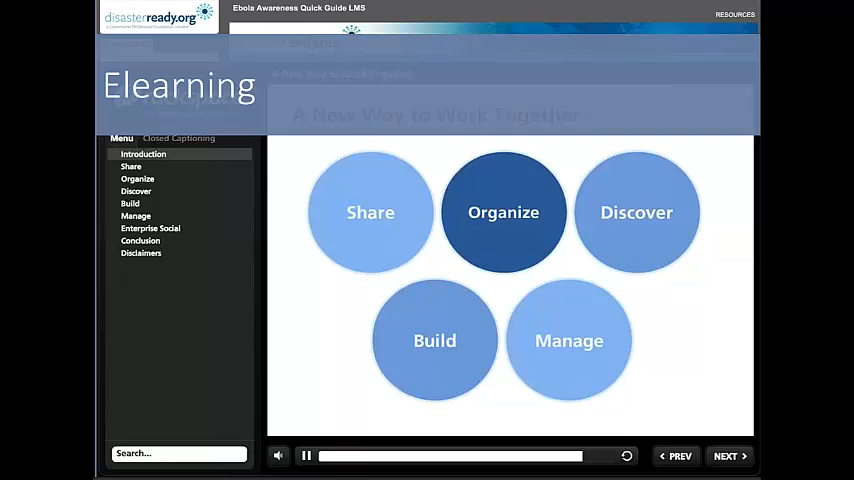 disasterready.org
Ebola Awareness Quick Guide LMS
RESOURCES
Elearning
A New Way to Work Together
Menu
Closed Captioning
Introduction
Share
Organize
Discover
Build
Manage
Enterprise Social
Conclusion
Disclaimers
Share
Organize
Discover
Build
Manage
Search...
PREV
NEXT